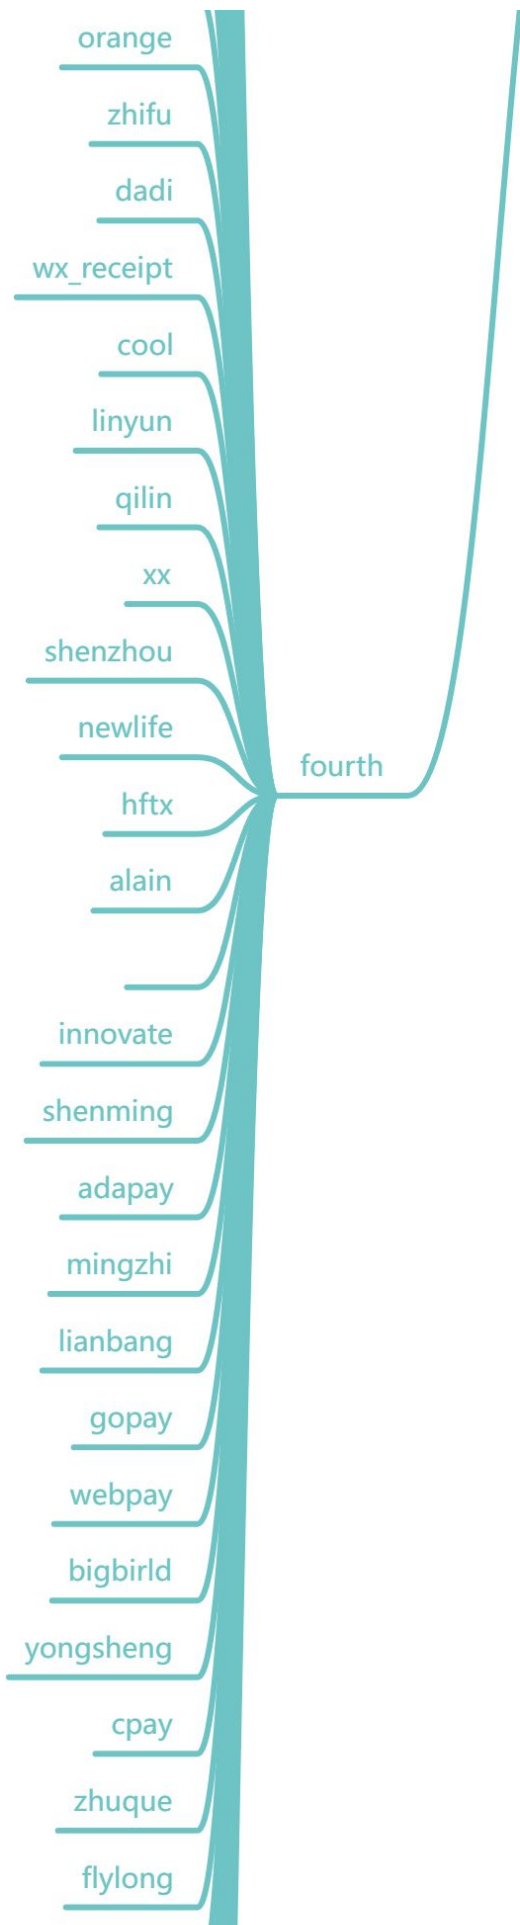 orange
zhifu
dadi
wx_receipt
cool
linyun
qilin
xx
shenzhou
newlife
fourth
hftx
alain
innovate
shenming
adapay
mingzhi
lianbang
gopay
webpay
bigbirld
yongsheng
cpay
zhuque
flylong